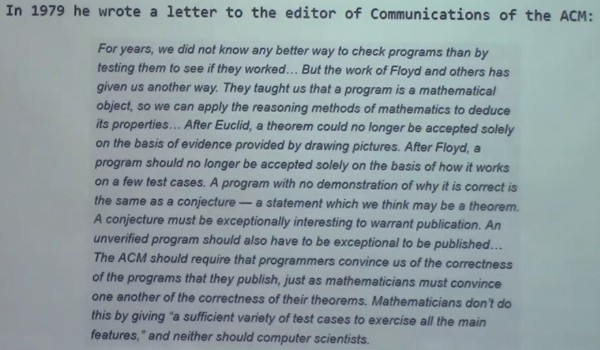 In 1979 he wrote a letter to the editor of Communications of the ACM:
For years, we did not know any better way to check programs than by
testing them to see if they worked… But the work of Floyd and others has
given us another way. They taught us that a program is a mathematical
object, so we can apply the reasoning methods of mathematics to deduce
its properties… After Euclid, a theorem could no longer be accepted solely
on the basis of evidence provided by drawing pictures. After Floyd, a
program should no longer be accepted solely on the basis of how it works
on a few test cases. A program with no demonstration of why it is correct is
the same as a conjecture — a statement which we think may be a theorem.
A conjecture must be exceptionally interesting to warrant publication. An
unverified program should also have to be exceptional to be published…
The ACM should require that programmers convince us of the correctness
of the programs that they publish, just as mathematicians must convince
one another of the correctness of their theorems. Mathematicians don't do
this by giving "a sufficient variety of test cases to exercise all the main
features," and neither should computer scientists.